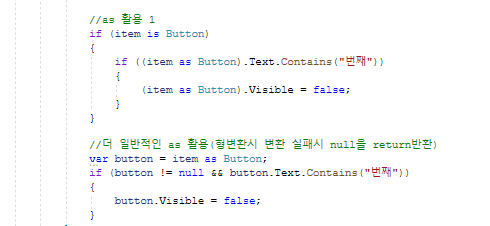 //as 활용 1
if (item is Button)
{
if ((item as Button).Text.Contains("번째"))
{
(item as Button).Visible = false;
}
}
//더 일반적인 as 활용(형변환시 변환 실패시 null을 return반환)
var button = item as Button;
if (button != null && button.Text.Contains("번째"))
{
button.Visible = false;
}